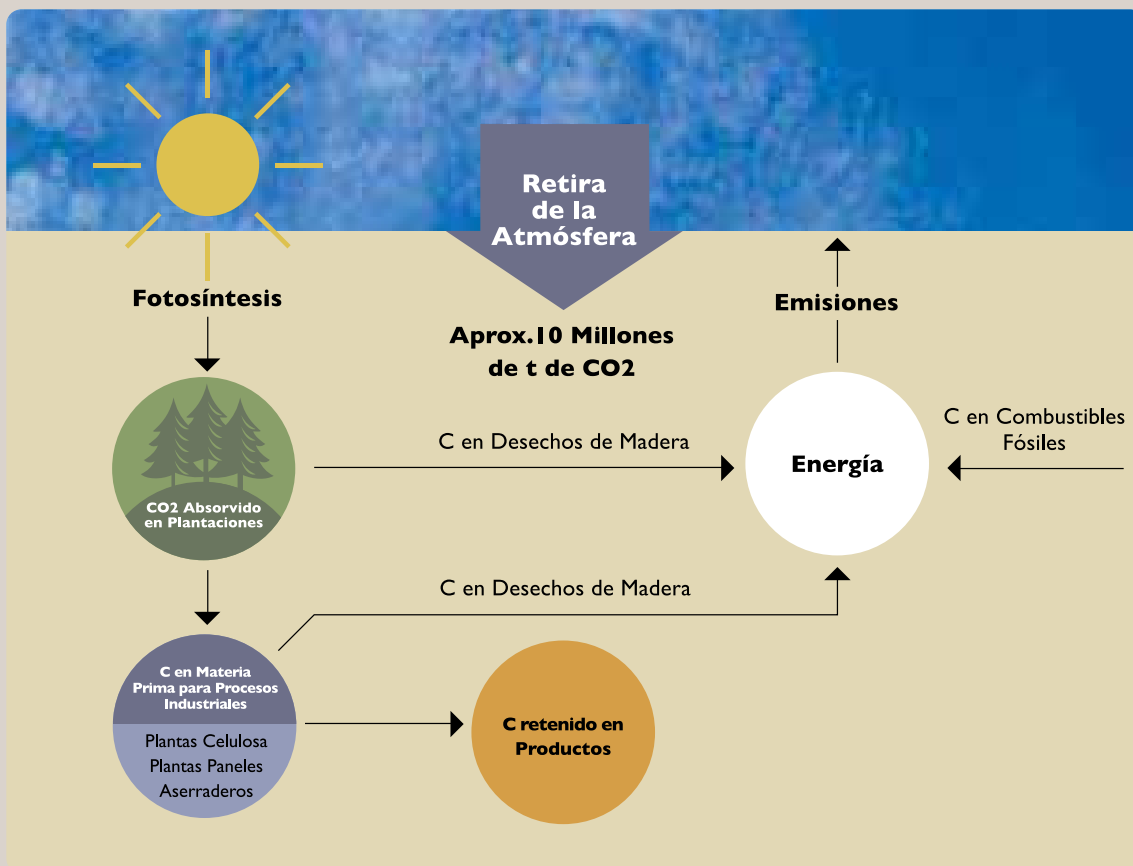 Retira
de la
Atmósfera
Fotosíntesis
Aprox.10 Millones
de t de CO2
Emisiones
C en Desechos de Madera
C en Combustibles
Fósiles
Energía
CO2 Absorvido
en Plantaciones
C en Desechos de Madera
C en Materia
Prima para Procesos
Industriales
Plantas Celulosa
Plantas Paneles
Aserraderos
C retenido en
Productos